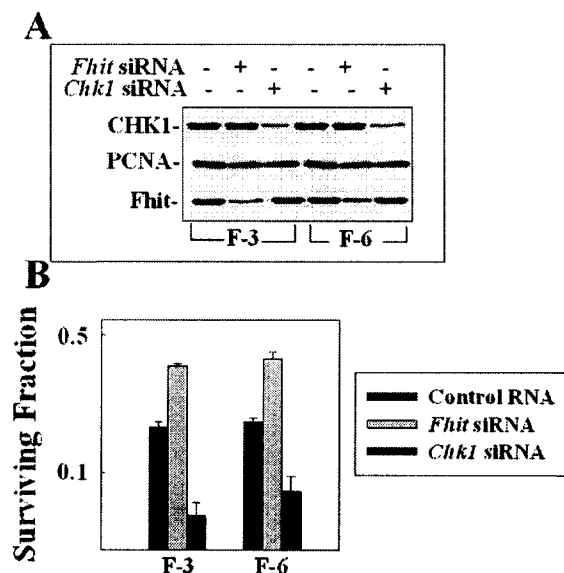 A
Fhit siRNA - + - - + -
Chk1 siRNA - - + - - +
CHK1-
PCNA-
Fhit-
F-3 F-6
B
Surviving Fraction
0.5
0.1
F-3 F-6
Control RNA
Fhit siRNA
Chk1 siRNA